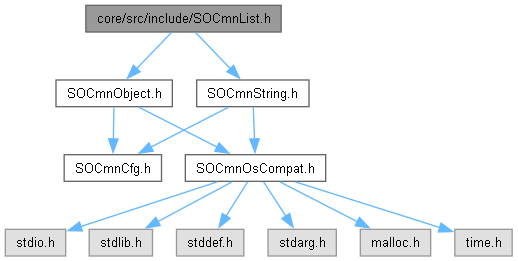 core/src/include/SOCmnList.h
SOCmnObject.h
SOCmnString.h
SOCmnCfg.h
SOCmnOsCompat.h
stdio.h
stdlib.h
stddef.h
stdarg.h
malloc.h
time.h